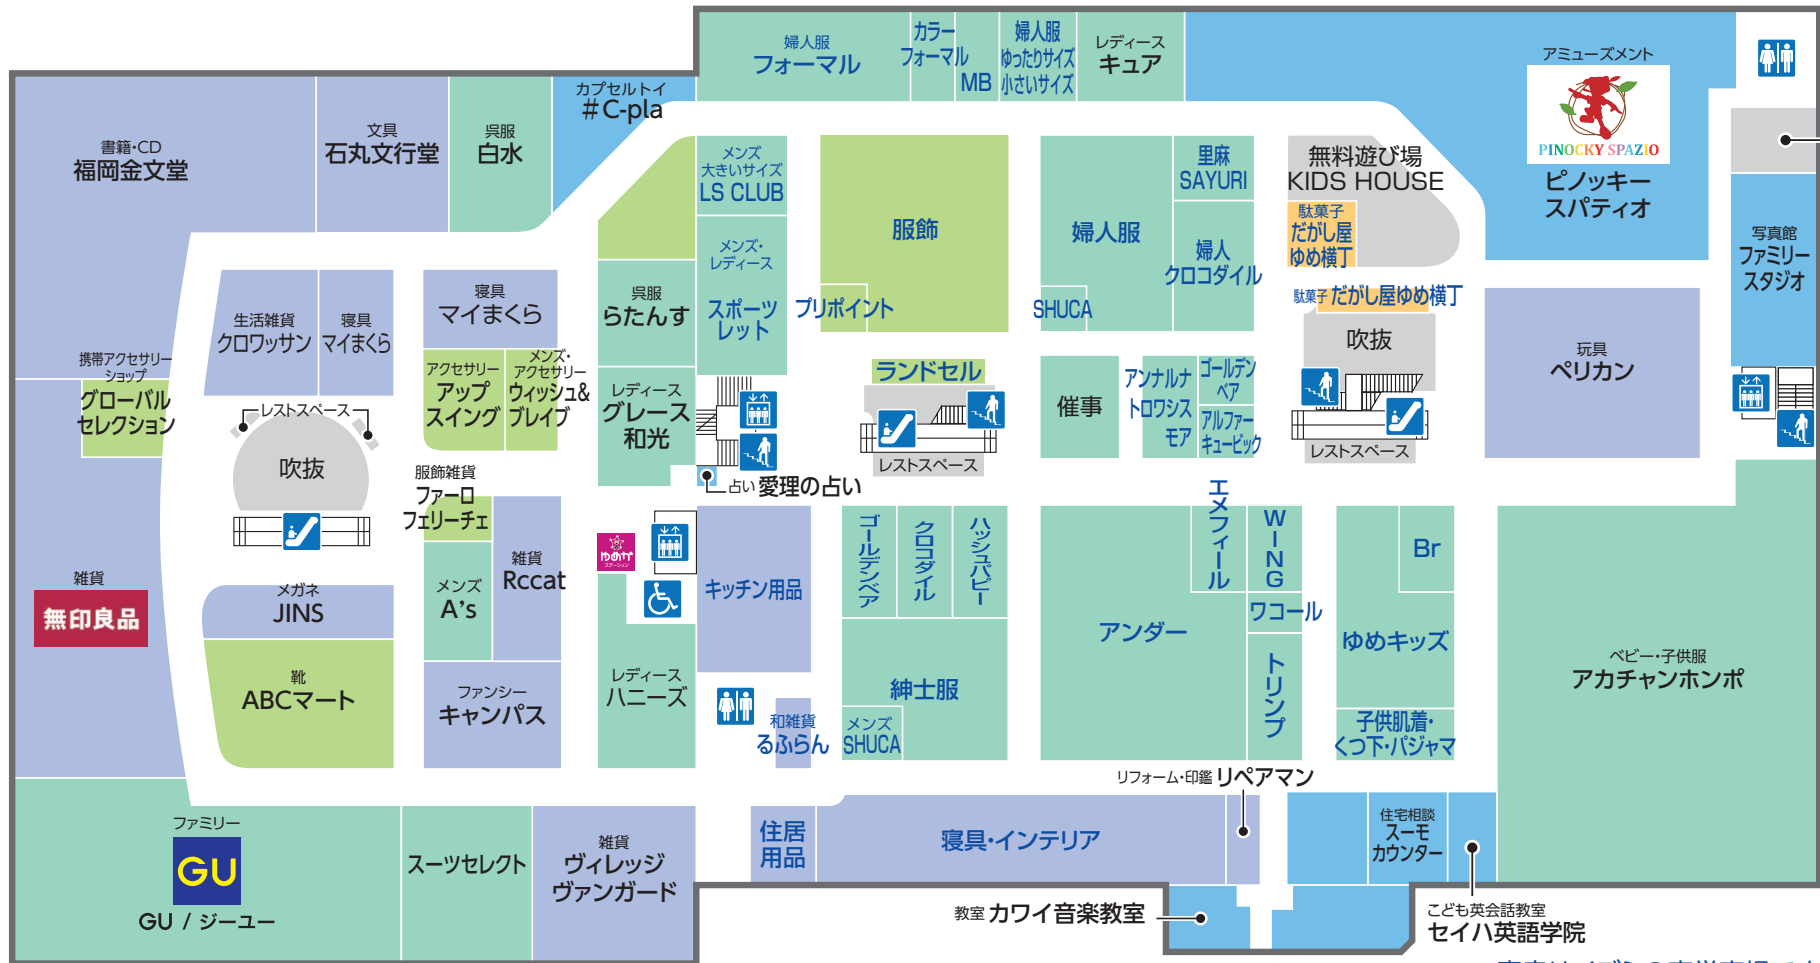 婦人服
フォーマル
カラー
フォーマル
MB
婦人服
ゆったりサイズ
小さいサイズ
レディース
キュア
アミューズメント
PINOCKY SPAZIO
ピノッキー
スパティオ
書籍・CD
福岡金文堂
文具
石丸文行堂
呉服
白水
カプセルトイ
#C-pla
メンズ
大きいサイズ
LS CLUB
服飾
プリポイント
婦人服
SHUCA
里麻
SAYURI
婦人
クロコダイル
無料遊び場
KIDS HOUSE
駄菓子
だがし屋
ゆめ横丁
駄菓子 だがし屋ゆめ横丁
吹抜
レストスペース
写真館
ファミリー
スタジオ
玩具
ペリカン
生活雑貨
クロワッサン
寝具
マイまくら
寝具
マイまくら
呉服
らたんす
メンズ・
レディース
スポーツ
レット
携帯アクセサリー
ショップ
グローバル
セレクション
レストスペース
吹抜
アクセサリー
アップ
スイング
メンズ・
アクセサリー
ウィッシュ&
ブレイブ
レディース
グレース
和光
ランドセル
レストスペース
催事
アンナルナ
トロワシス
モア
ゴールデン
ベア
アルファー
キュービック
占い 愛理の占い
服飾雑貨
ファーロ
フェリーチェ
メンズ
A's
雑貨
Rccat
ゆめか
ステーション
キッチン用品
ゴールデンベア
クロコダイル
ハッシュパピー
エメフィール
WING
ワコール
トリンプ
アンダー
Br
ゆめキッズ
子供肌着・
くつ下・パジャマ
ベビー・子供服
アカチャンホンポ
雑貨
無印良品
メガネ
JINS
靴
ABCマート
ファンシー
キャンパス
レディース
ハニーズ
和雑貨
るふらん
紳士服
メンズ
SHUCA
リフォーム・印鑑 リペアマン
ファミリー
GU
GU / ジーユー
スーツセレクト
雑貨
ヴィレッジ
ヴァンガード
住居
用品
寝具・インテリア
住宅相談
スーモ
カウンター
教室 カワイ音楽教室
こども英会話教室
セイハ英語学院